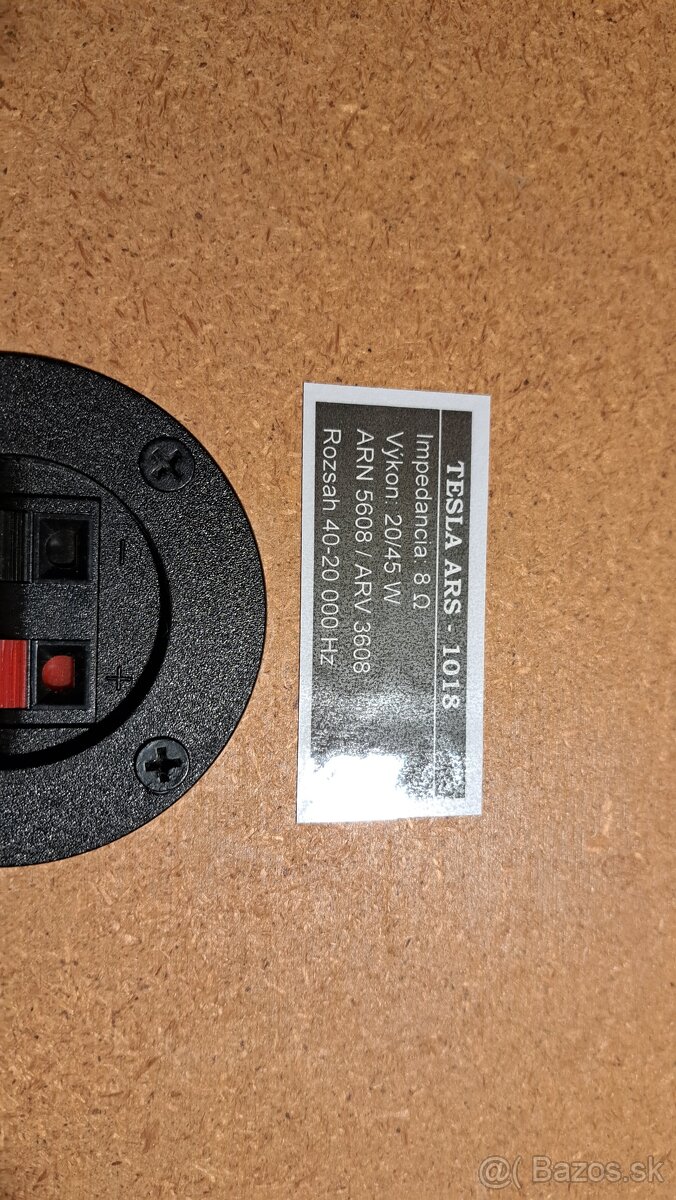 TESLA ARS - 1018
Impedancia: 8 Ω
Výkon: 20/45 W
ARN 5608 / ARV 3608
Rozsah 40-20 000 Hz
-
+
@( Bazos.sk